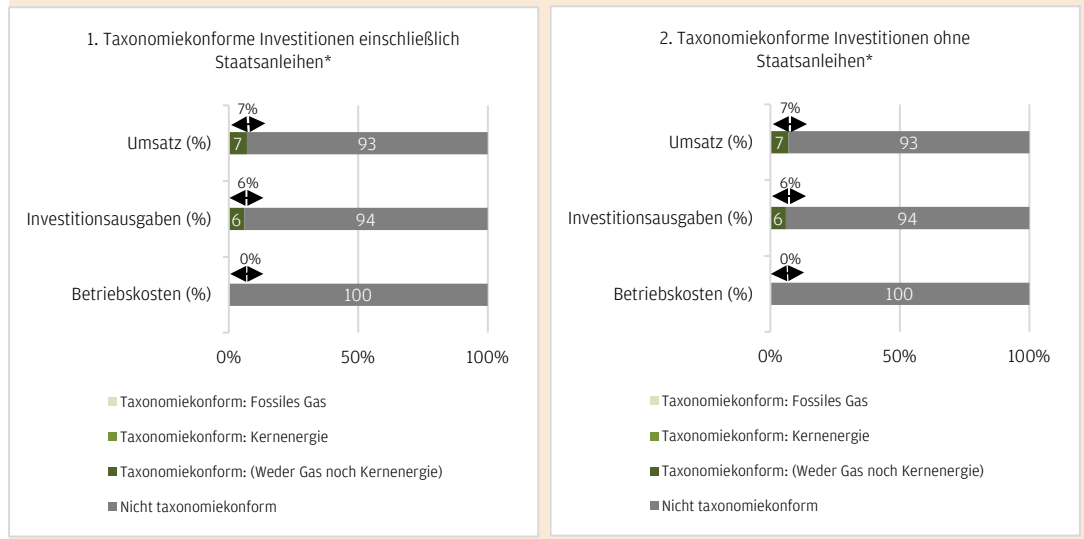 1. Taxonomiekonforme Investitionen einschließlich
Staatsanleihen*
7%
Umsatz (%)
7
93
6%
Investitionsausgaben (%)
6
94
0%
Betriebskosten (%)
100
0%
50%
100%
Taxonomiekonform: Fossiles Gas
Taxonomiekonform: Kernenergie
Taxonomiekonform: (Weder Gas noch Kernenergie)
Nicht taxonomiekonform
2. Taxonomiekonforme Investitionen ohne
Staatsanleihen*
7%
Umsatz (%)
7
93
6%
Investitionsausgaben (%)
6
94
0%
Betriebskosten (%)
100
0%
50%
100%
Taxonomiekonform: Fossiles Gas
Taxonomiekonform: Kernenergie
Taxonomiekonform: (Weder Gas noch Kernenergie)
Nicht taxonomiekonform